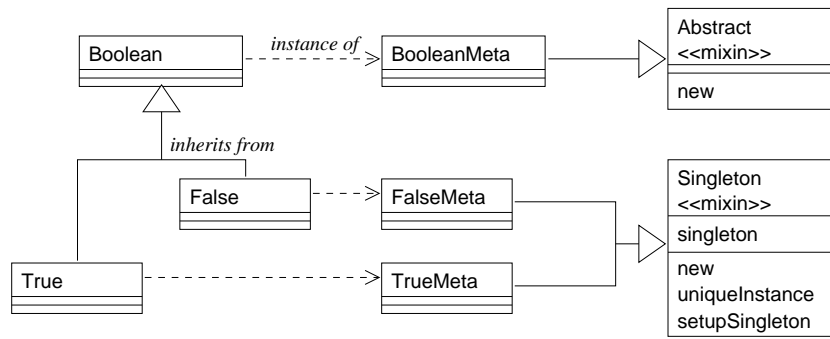 Boolean
instance of
BooleanMeta
Abstract
<<mixin>>
new
inherits from
False
FalseMeta
Singleton
<<mixin>>
singleton
new
uniqueInstance
setupSingleton
True
TrueMeta